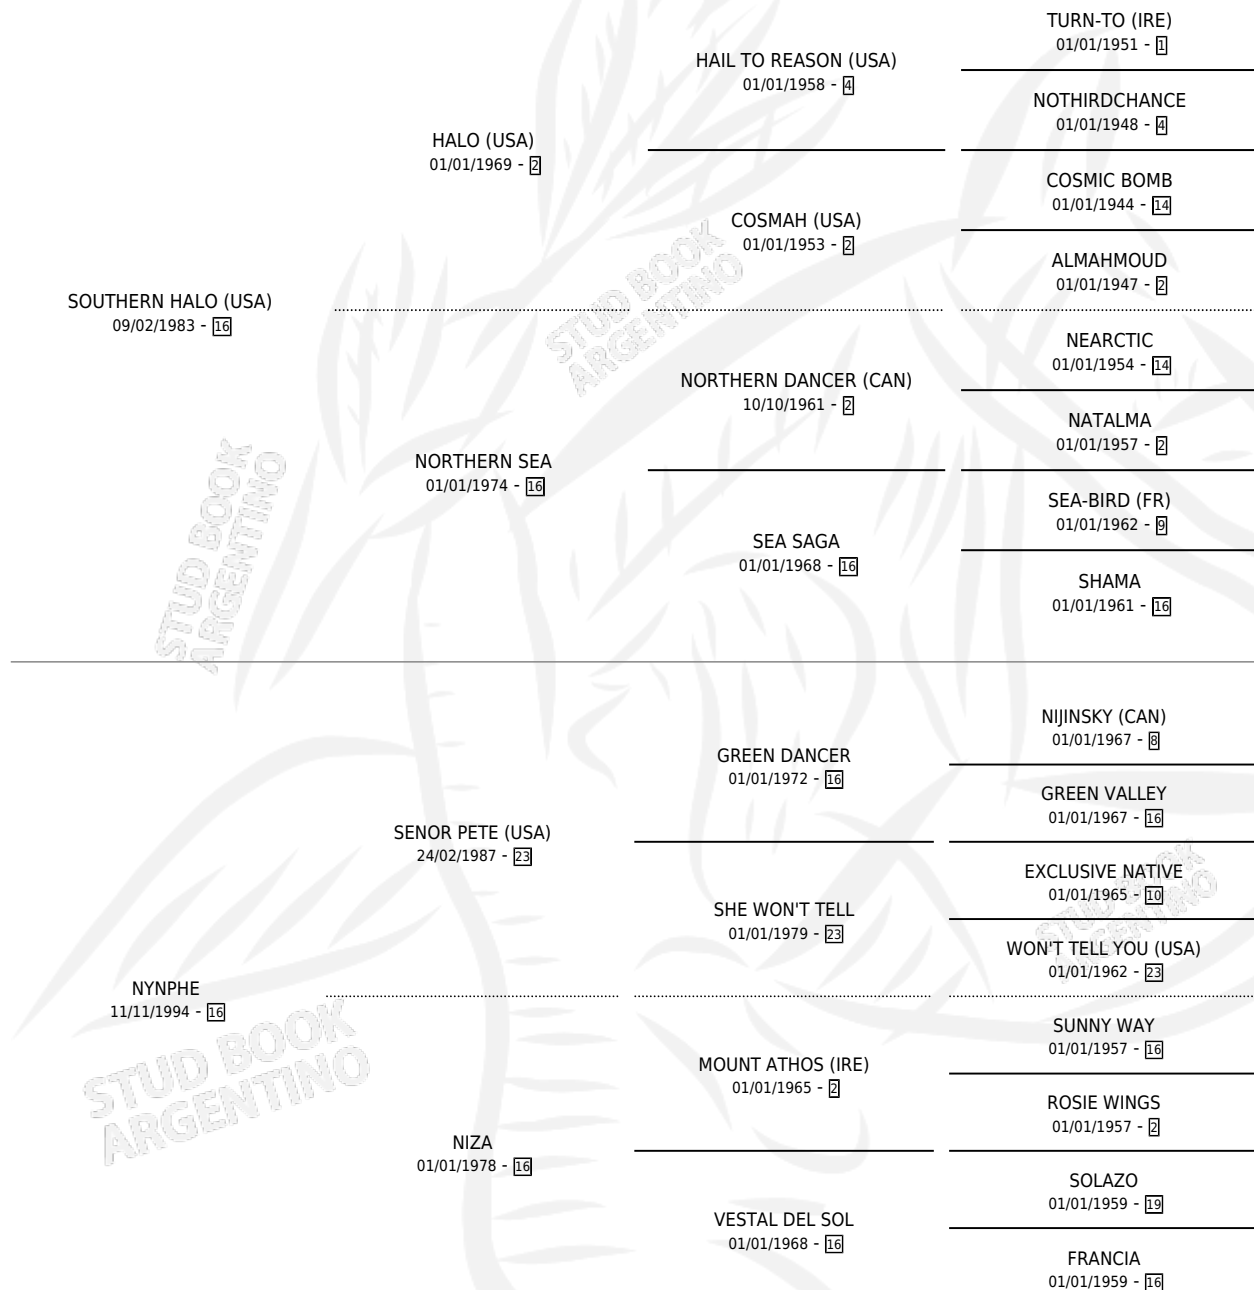 TURN-TO (IRE)
01/01/1951 - 1
HAIL TO REASON (USA)
01/01/1958 - 4
NOTHIRDCHANCE
01/01/1948 - 4
HALO (USA)
01/01/1969 - 2
COSMIC BOMB
01/01/1944 - 14
COSMAH (USA)
01/01/1953 - 2
ALMAHMOUD
01/01/1947 - 2
SOUTHERN HALO (USA)
09/02/1983 - 16
NEARCTIC
01/01/1954 - 14
NORTHERN DANCER (CAN)
10/10/1961 - 2
NATALMA
01/01/1957 - 2
NORTHERN SEA
01/01/1974 - 16
SEA-BIRD (FR)
01/01/1962 - 9
SEA SAGA
01/01/1968 - 16
SHAMA
01/01/1961 - 16
NIJINSKY (CAN)
01/01/1967 - 8
GREEN DANCER
01/01/1972 - 16
GREEN VALLEY
01/01/1967 - 16
SENOR PETE (USA)
24/02/1987 - 23
EXCLUSIVE NATIVE
01/01/1965 - 10
SHE WON'T TELL
01/01/1979 - 23
WON'T TELL YOU (USA)
01/01/1962 - 23
NYNPHE
11/11/1994 - 16
SUNNY WAY
01/01/1957 - 16
MOUNT ATHOS (IRE)
01/01/1965 - 2
ROSIE WINGS
01/01/1957 - 2
NIZA
01/01/1978 - 16
SOLAZO
01/01/1959 - 19
VESTAL DEL SOL
01/01/1968 - 16
FRANCIA
01/01/1959 - 16
STUD BOOK
ARGENTINO
STUD BOOK
ARGENTINO
STUD BOOK
ARGENTINO
STUD BOOK
ARGENTINO